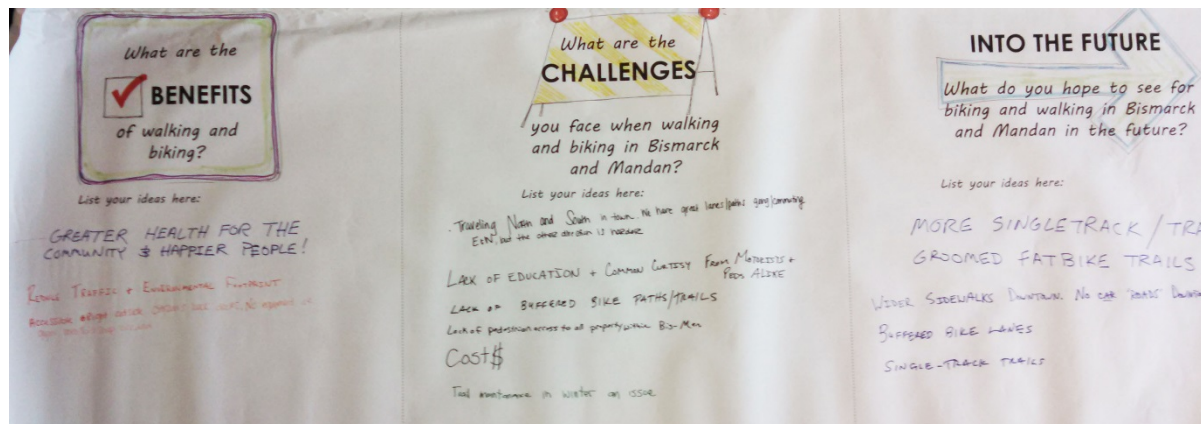 What are the
BENEFITS
of walking and
biking?
List your ideas here:
GREATER HEALTH FOR THE
COMMUNITY & HAPPIER PEOPLE!
REDUCE TRAFFIC + ENVIRONMENTAL FOOTPRINT
What are the
CHALLENGES
you face when walking
and biking in Bismarck
and Mandan?
List your ideas here:
. Traveling North and South in town. We have great lanes/paths going/commuting
E&W, but the other direction is harder
LACK OF EDUCATION + COMMON CURTISY FROM MOTORISTS +
PEDS ALIKE
LACK OF BUFFERED BIKE PATHS/TRAILS
Lack of pedestrian access to all property within Bis-Man
Cost$
Trail maintenance in winter an issue
INTO THE FUTURE
What do you hope to see for
biking and walking in Bismarck
and Mandan in the future?
List your ideas here:
MORE SINGLETRACK/TRA
GROOMED FATBIKE TRAILS
WIDER SIDEWALKS DOWNTOWN. NO CAR ROADS
BUFFERED BIKE LANES
SINGLE-TRACK TRAILS